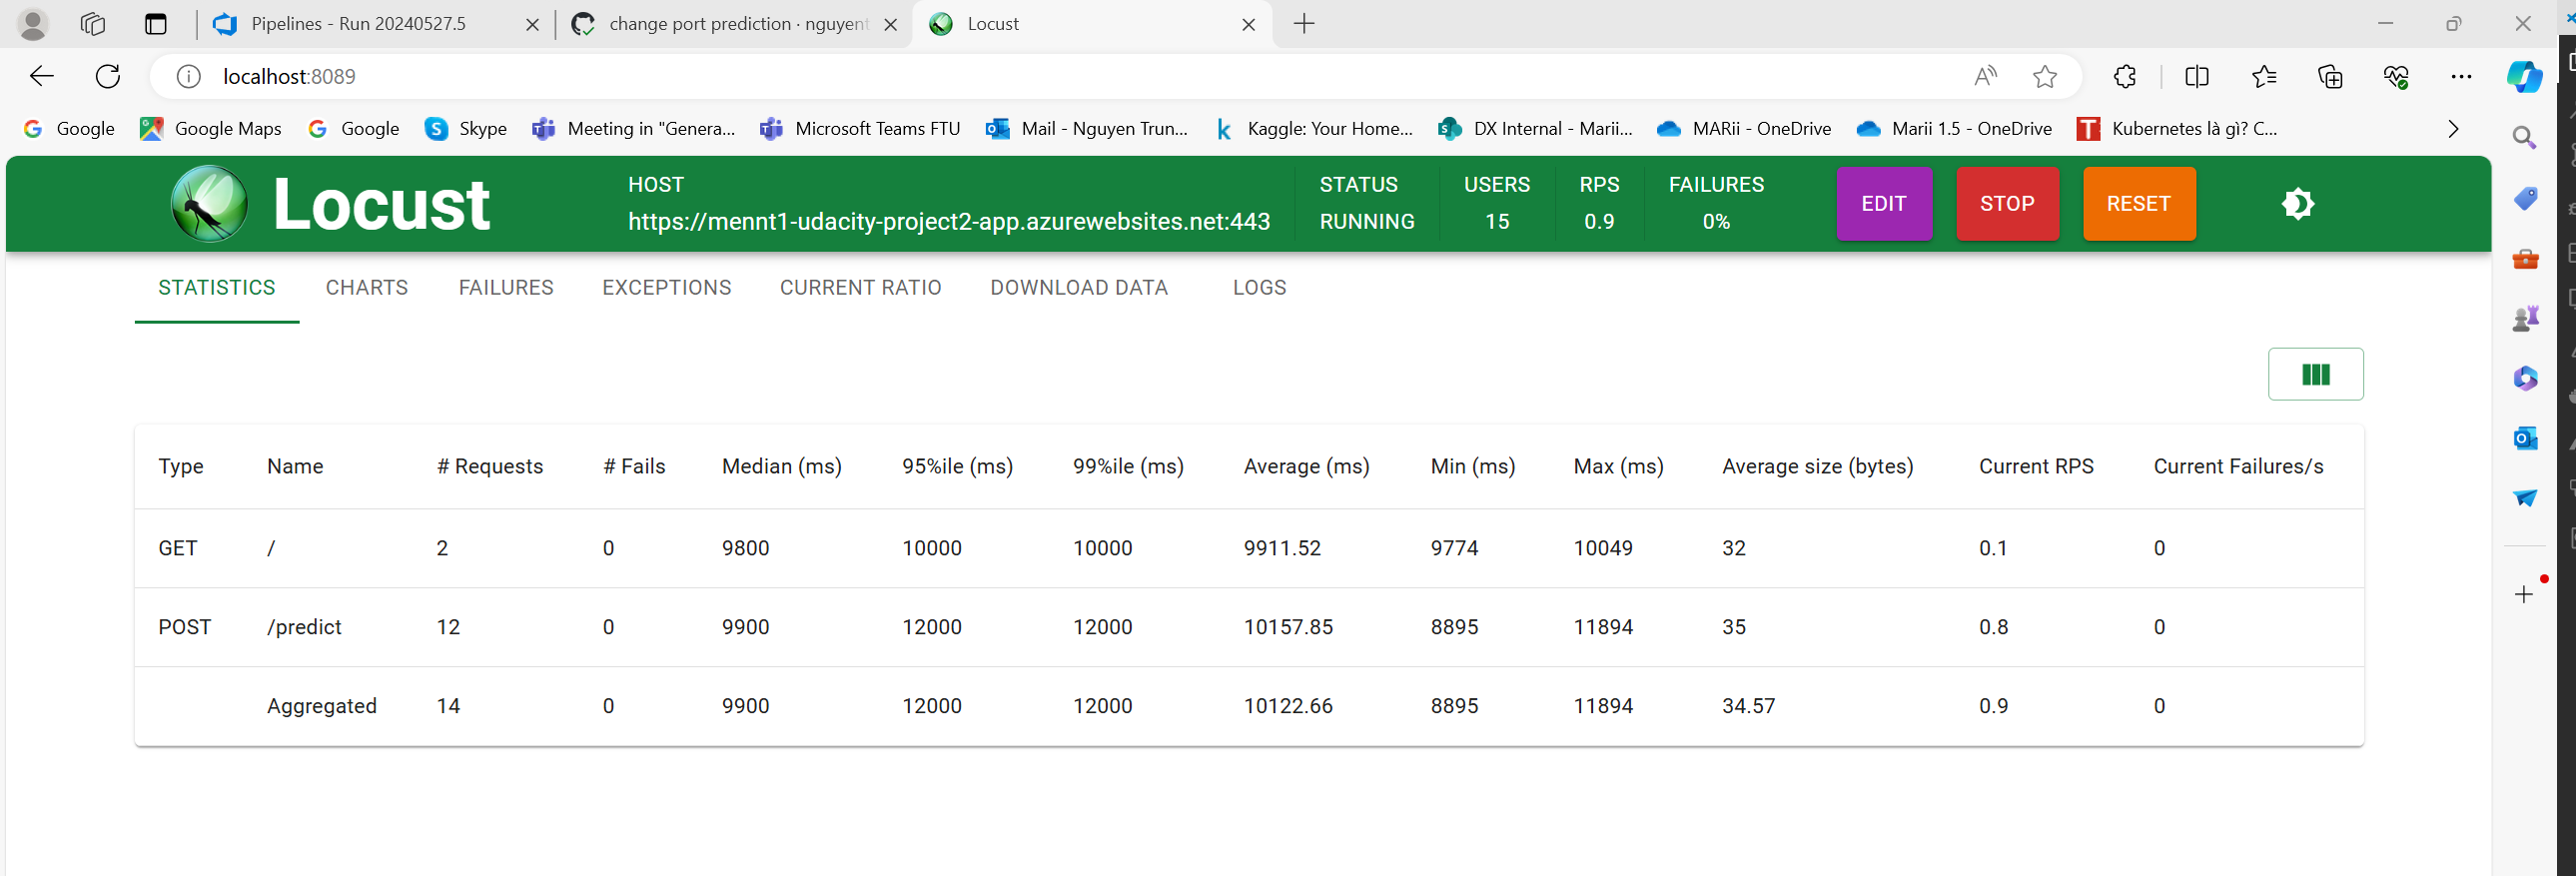 Pipelines - Run 20240527.5
change port prediction · nguyent
Locust
localhost:8089
Google
Google Maps
Google
Skype
Meeting in "Genera...
Microsoft Teams FTU
Mail - Nguyen Trun...
Kaggle: Your Home...
DX Internal - Marii...
MARii - OneDrive
Marii 1.5 - OneDrive
Kubernetes là gì? C...
Locust
HOST
https://mennt1-udacity-project2-app.azurewebsites.net:443
STATUS
RUNNING
USERS
15
RPS
0.9
FAILURES
0%
EDIT
STOP
RESET
STATISTICS CHARTS FAILURES EXCEPTIONS CURRENT RATIO DOWNLOAD DATA LOGS
Type Name # Requests # Fails Median (ms) 95%ile (ms) 99%ile (ms) Average (ms) Min (ms) Max (ms) Average size (bytes) Current RPS Current Failures/s
GET / 2 0 9800 10000 10000 9911.52 9774 10049 32 0.1 0
POST /predict 12 0 9900 12000 12000 10157.85 8895 11894 35 0.8 0
Aggregated 14 0 9900 12000 12000 10122.66 8895 11894 34.57 0.9 0